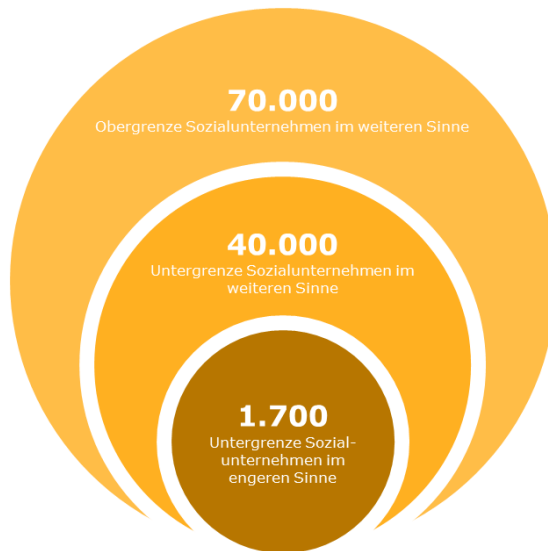 70.000
Obergrenze Sozialunternehmen im weiteren Sinne
40.000
Untergrenze Sozialunternehmen im
weiteren Sinne
1.700
Untergrenze Sozial-
unternehmen im
engeren Sinne